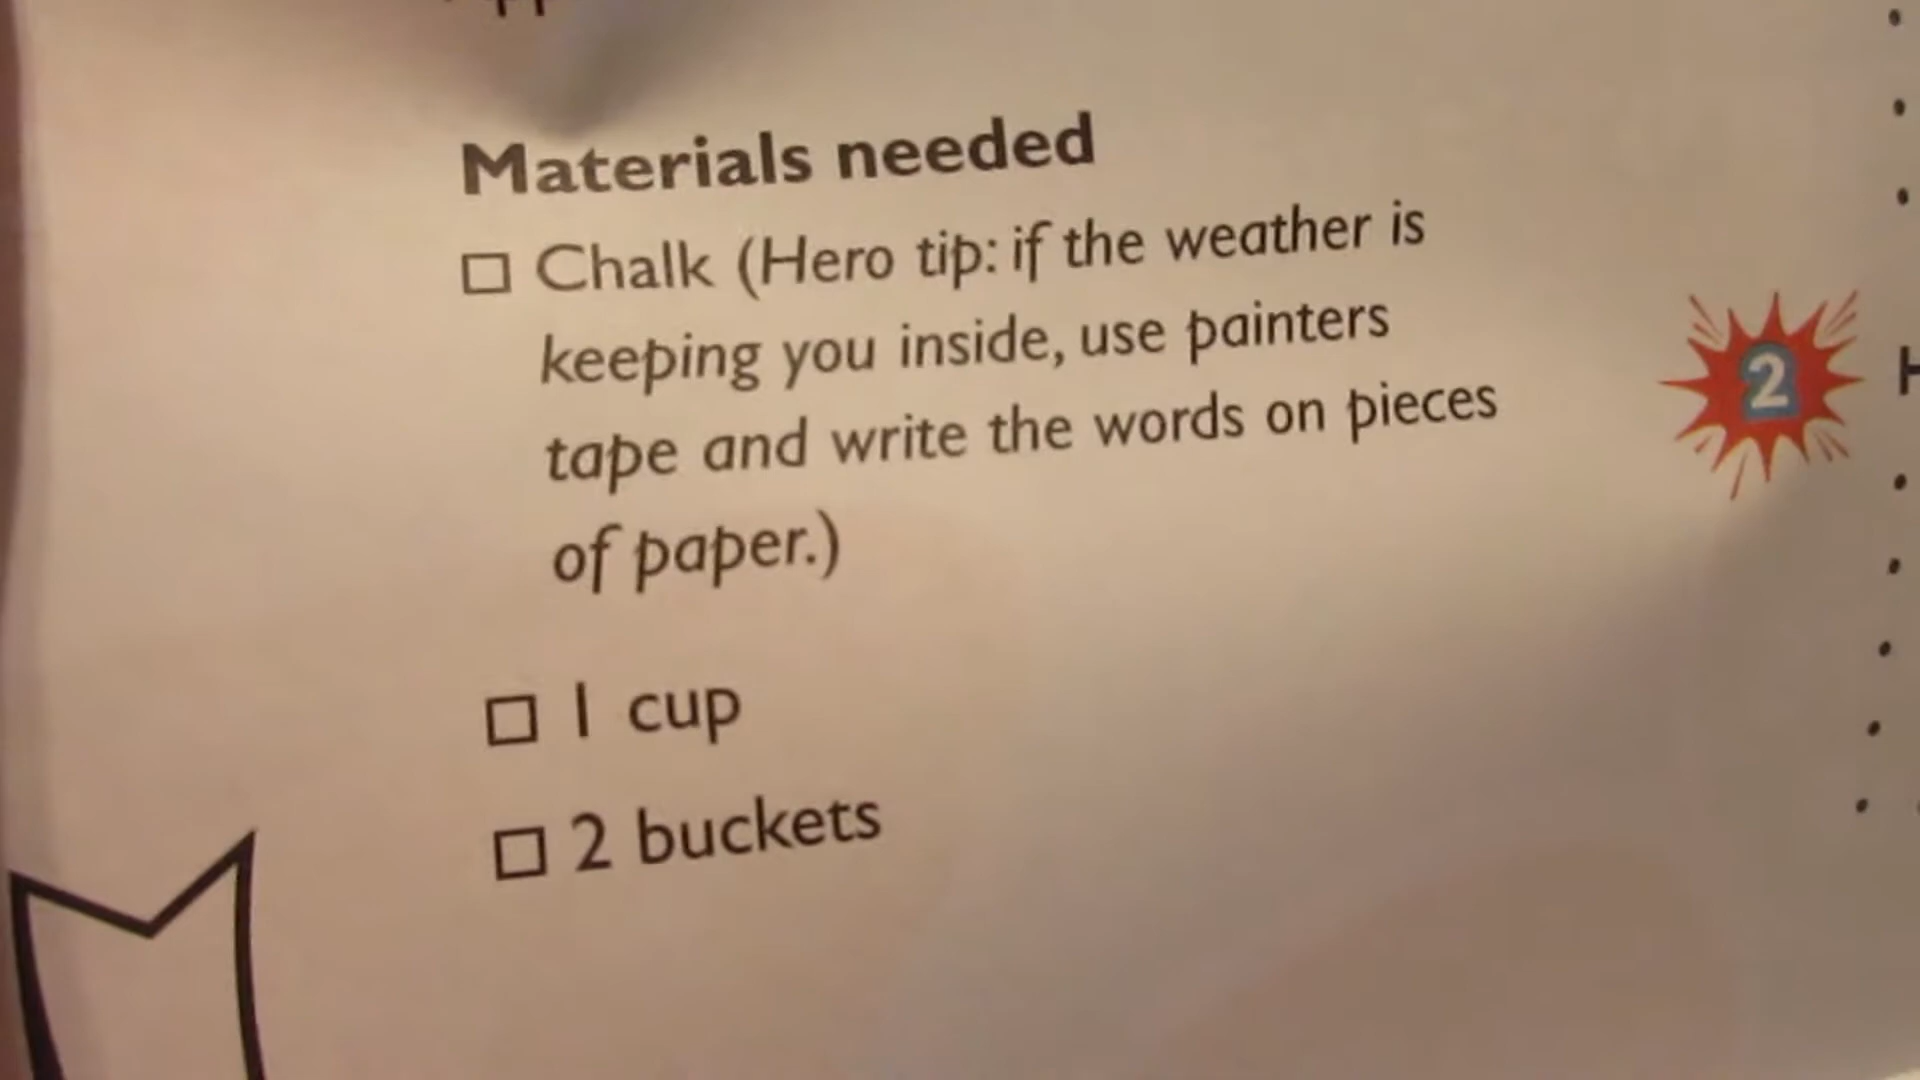 Materials needed
Chalk (Hero tip: if the weather is
keeping you inside, use painters
tape and write the words on pieces
of paper.)
1 cup
2 buckets
2